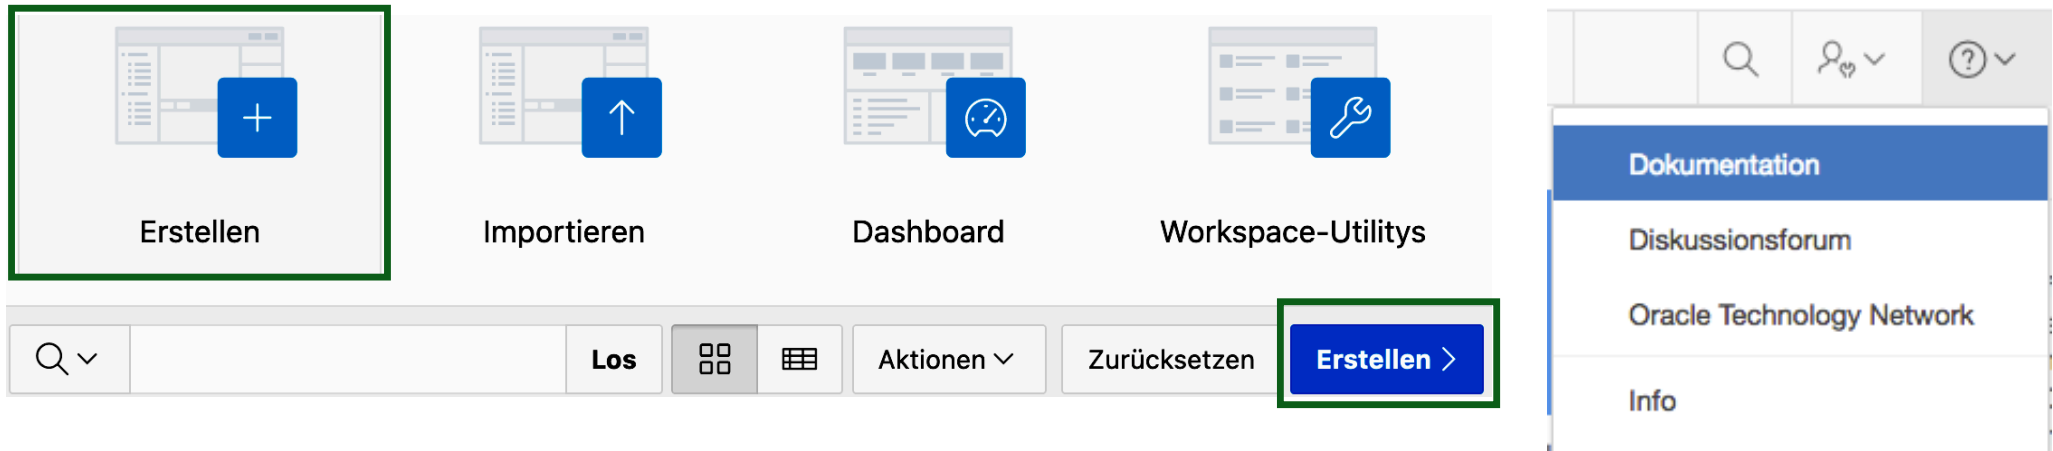 Erstellen
Importieren
Dashboard
Workspace-Utilitys
Los
Aktionen
Zurücksetzen
Erstellen
Dokumentation
Diskussionsforum
Oracle Technology Network
Info